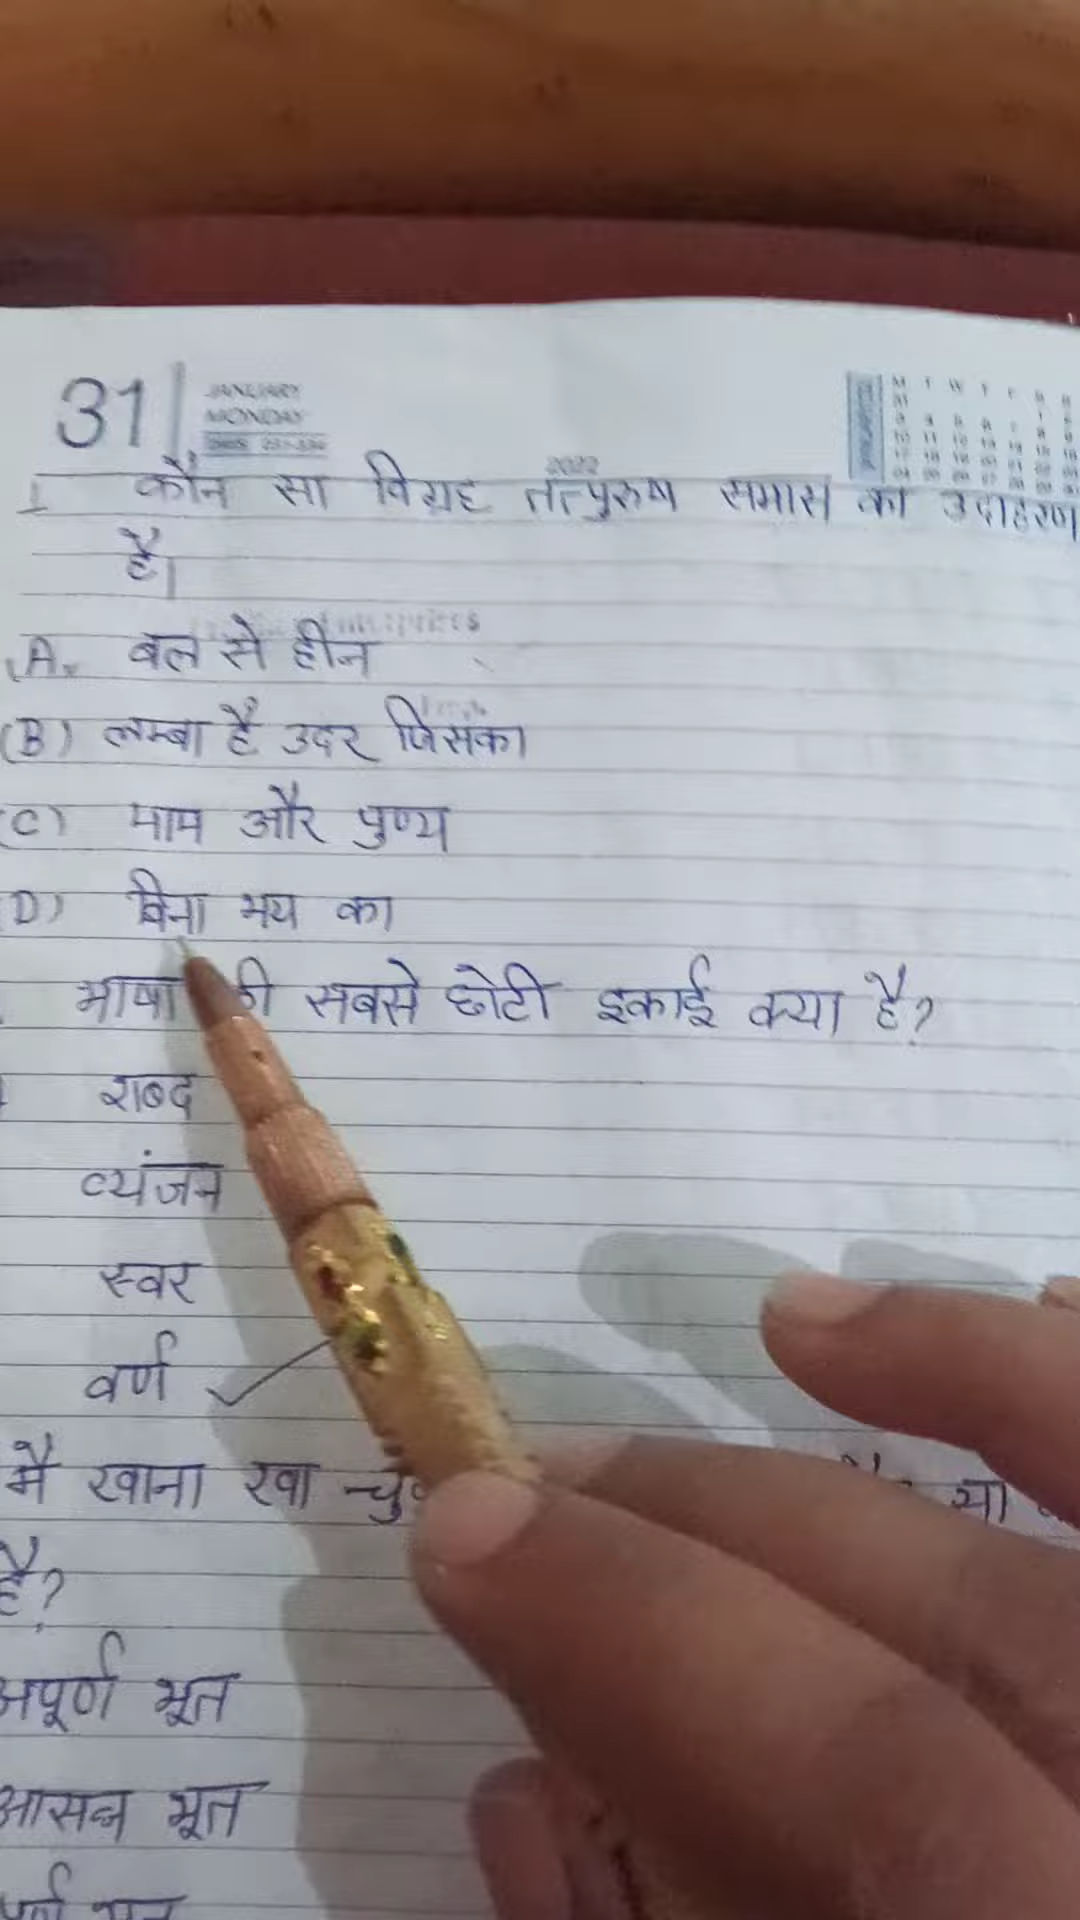 31
JANUARY
MONDAY
2022
1 कौन सा विग्रह तत्पुरुष समास का उदाहरण
है।
A. बल से हीन
(B) लम्बा है उदर जिसका
(C) माम और पुण्य
D) बिना भय का
भाषा की सबसे छोटी इकाई क्या है?
शब्द
व्यंजन
स्वर
वर्ण
मै खाना खा
है?
अपूर्ण भूत
आसन्न भूत